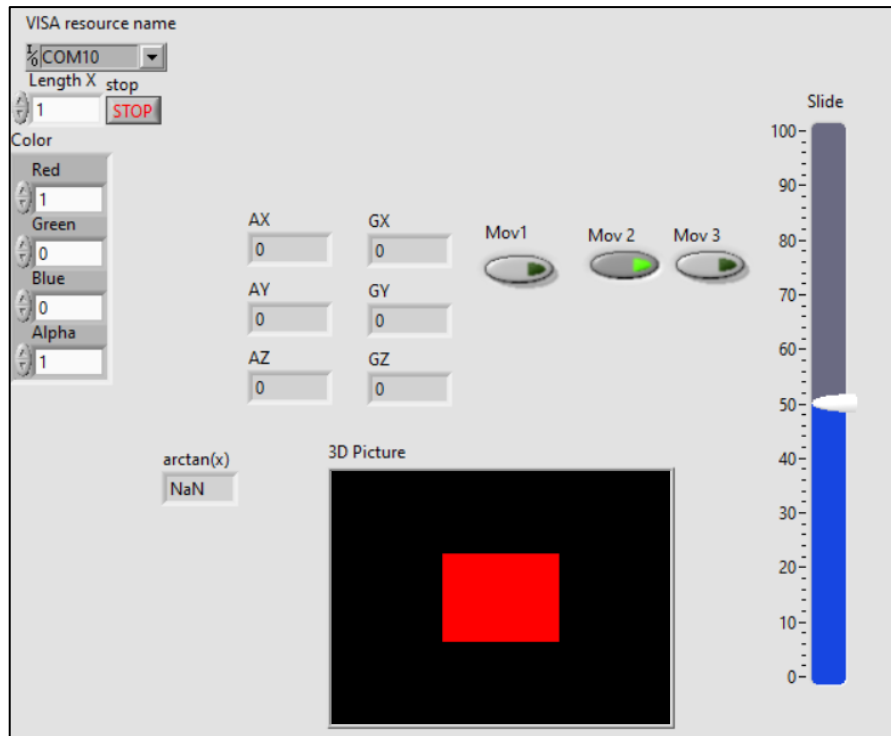 VISA resource name
I/O COM10
Length X stop
1 STOP
Color
Red
1
Green
0
Blue
0
Alpha
1
AX GX
0 0
AY GY
0 0
AZ GZ
0 0
Mov1 Mov 2 Mov 3
arctan(x)
NaN
3D Picture
Slide
100
90
80
70
60
50
40
30
20
10
0